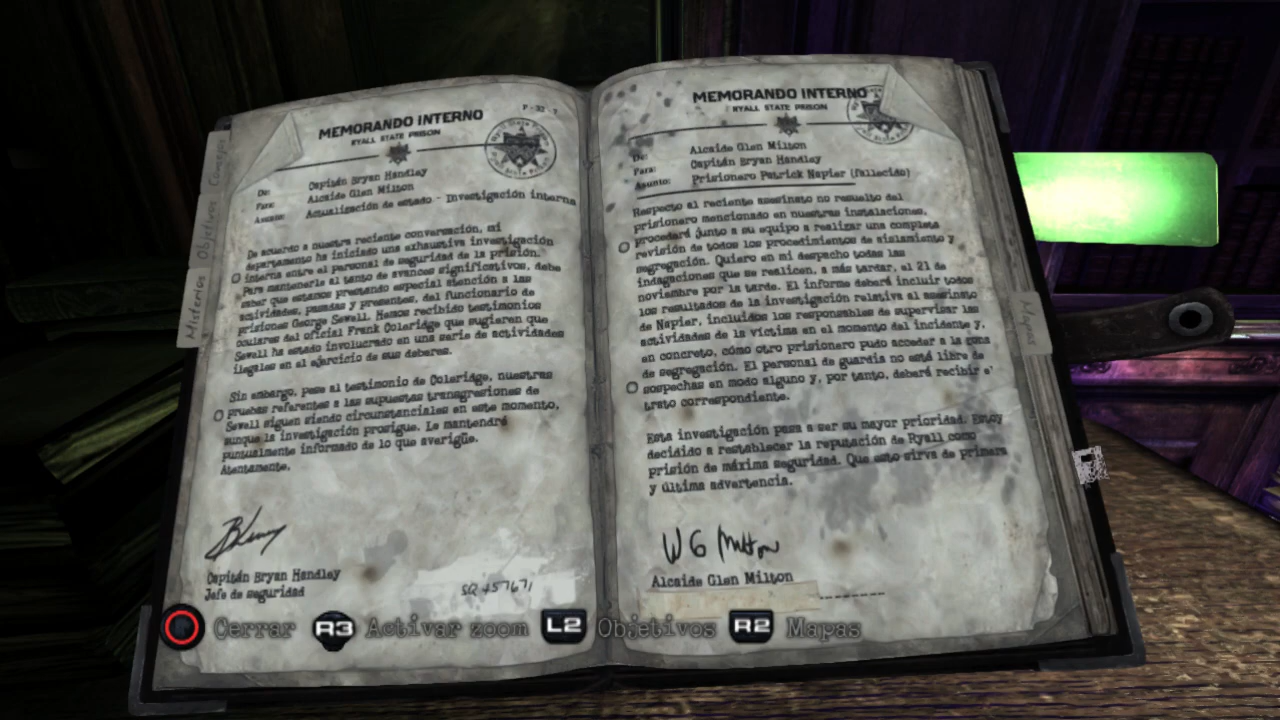 Consejos
Objetivos
Misterios
P-32
MEMORANDO INTERNO
RYALL STATE PRISON
De: Capitán Bryan Handley
Para: Alcaide Glen Milton
Asunto: Actualización de estado - Investigación interna
De acuerdo a nuestra reciente conversación, mi
departamento ha iniciado una exhaustiva investigación
interna entre el personal de seguridad de la prisión.
Para mantenerle al tanto de avances significativos, debe
saber que estamos prestando especial atención a las
actividades, pasadas y presentes, del funcionario de
prisiones George Sewell. Hemos recibido testimonios
oculares del oficial Frank Coleridge que sugieren que
Sewell ha estado involucrado en una serie de actividades
ilegales en el ejercicio de sus deberes.
Sin embargo, pese al testimonio de Coleridge, nuestras
pruebas referentes a las supuestas transgresiones de
Sewell siguen siendo circunstanciales en este momento,
aunque la investigación prosigue. Le mantendré
puntualmente informado de lo que averigüe.
Atentamente.
Capitán Bryan Handley
Jefe de seguridad
SQ 457671
MEMORANDO INTERNO
RYALL STATE PRISON
De: Alcaide Glen Milton
Para: Capitán Bryan Handley
Asunto: Prisionero Patrick Napier (fallecido)
Respecto al reciente asesinato no resuelto del
prisionero mencionado en nuestras instalaciones,
procederá junto a su equipo a realizar una completa
revisión de todos los procedimientos de aislamiento y
segregación. Quiero en mi despacho todas las
indagaciones que se realicen, a más tardar, el 21 de
noviembre por la tarde. El informe deberá incluir todos
los resultados de la investigación relativa al asesinato
de Napier, incluidos los responsables de supervisar las
actividades de la víctima en el momento del incidente y,
en concreto, cómo otro prisionero pudo acceder a la zona
de segregación. El personal de guardia no está libre de
sospechas en modo alguno y, por tanto, deberá recibir e
trato correspondiente.
Esta investigación pasa a ser su mayor prioridad. Estoy
decidido a restablecer la reputación de Ryall como
prisión de máxima seguridad. Que esto sirva de primera
y última advertencia.
W G Milton
Alcaide Glen Milton
Mapas
Cerrar R3 Activar zoom L2 Objetivos R2 Mapas